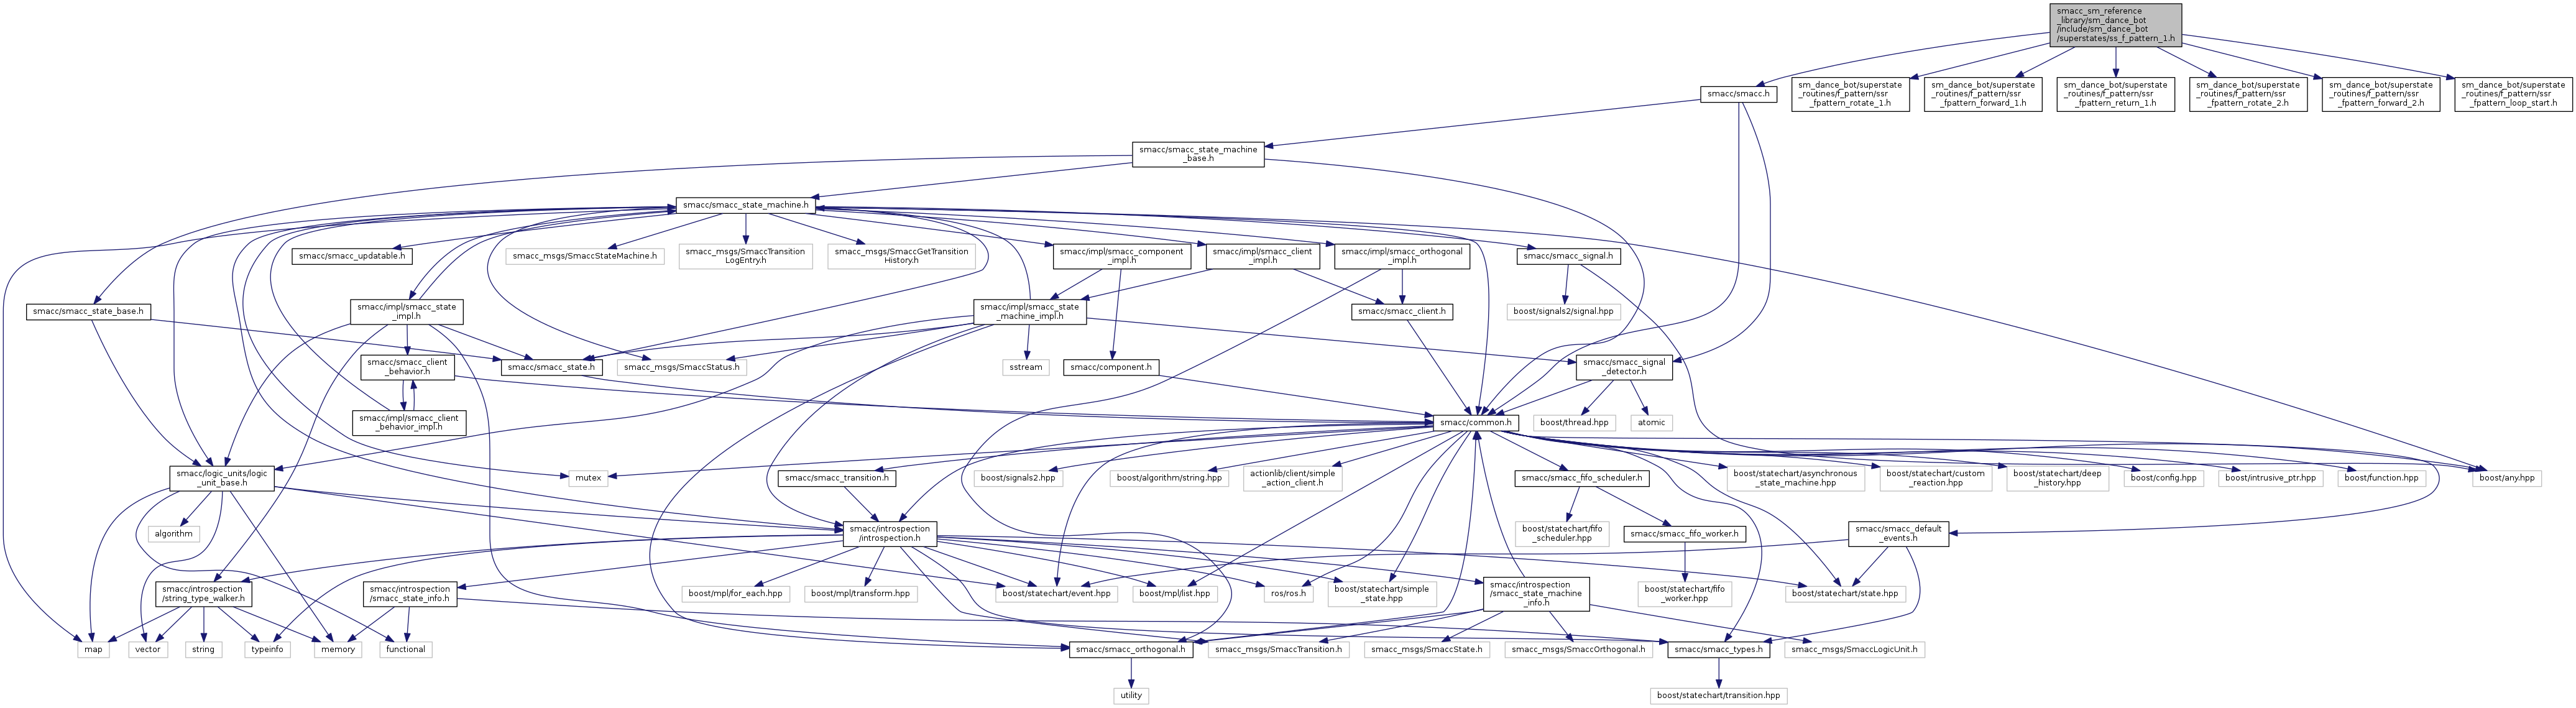 smacc_sm_reference
_library/sm_dance_bot
/include/sm_dance_bot
/superstates/ss_f_pattern_1.h
smacc/smacc.h
sm_dance_bot/superstate
_routines/f_pattern/ssr
_fpattern_rotate_1.h
sm_dance_bot/superstate
_routines/f_pattern/ssr
_fpattern_forward_1.h
sm_dance_bot/superstate
_routines/f_pattern/ssr
_fpattern_return_1.h
sm_dance_bot/superstate
_routines/f_pattern/ssr
_fpattern_rotate_2.h
sm_dance_bot/superstate
_routines/f_pattern/ssr
_fpattern_forward_2.h
sm_dance_bot/superstate
_routines/f_pattern/ssr
_fpattern_loop_start.h
smacc/smacc_state_machine
_base.h
smacc/smacc_state_machine.h
smacc/smacc_updatable.h
smacc_msgs/SmaccStateMachine.h
smacc_msgs/SmaccTransition
LogEntry.h
smacc_msgs/SmaccGetTransition
History.h
smacc/impl/smacc_component
_impl.h
smacc/impl/smacc_client
_impl.h
smacc/impl/smacc_orthogonal
_impl.h
smacc/smacc_signal.h
smacc/smacc_state_base.h
smacc/impl/smacc_state
_impl.h
smacc/impl/smacc_state
_machine_impl.h
smacc/smacc_client.h
boost/signals2/signal.hpp
smacc/smacc_client
_behavior.h
smacc/smacc_state.h
smacc_msgs/SmaccStatus.h
sstream
smacc/component.h
smacc/smacc_signal
_detector.h
smacc/impl/smacc_client
_behavior_impl.h
smacc/common.h
boost/thread.hpp
atomic
smacc/logic_units/logic
_unit_base.h
mutex
smacc/smacc_transition.h
boost/signals2.hpp
boost/algorithm/string.hpp
actionlib/client/simple
_action_client.h
smacc/smacc_fifo_scheduler.h
boost/statechart/asynchronous
_state_machine.hpp
boost/statechart/custom
_reaction.hpp
boost/statechart/deep
_history.hpp
boost/config.hpp
boost/intrusive_ptr.hpp
boost/function.hpp
boost/any.hpp
algorithm
smacc/introspection
/introspection.h
boost/statechart/fifo
_scheduler.hpp
smacc/smacc_fifo_worker.h
smacc/smacc_default
_events.h
smacc/introspection
/string_type_walker.h
smacc/introspection
/smacc_state_info.h
boost/mpl/for_each.hpp
boost/mpl/transform.hpp
boost/statechart/event.hpp
boost/mpl/list.hpp
ros/ros.h
boost/statechart/simple
_state.hpp
smacc/introspection
/smacc_state_machine
_info.h
boost/statechart/fifo
_worker.hpp
boost/statechart/state.hpp
map
vector
string
typeinfo
memory
functional
smacc/smacc_orthogonal.h
smacc_msgs/SmaccTransition.h
smacc_msgs/SmaccState.h
smacc_msgs/SmaccOrthogonal.h
smacc/smacc_types.h
smacc_msgs/SmaccLogicUnit.h
utility
boost/statechart/transition.hpp